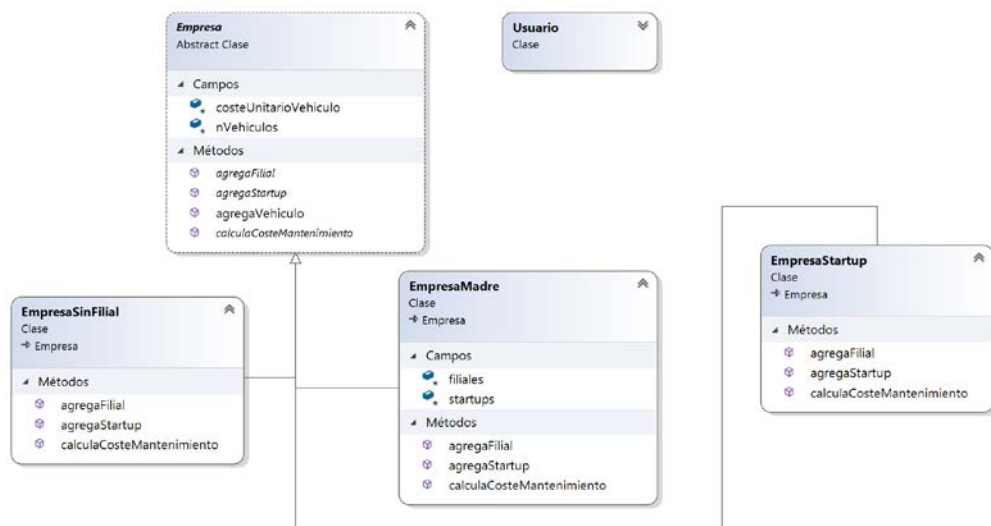 Empresa
Abstract Clase
Campos
costeUnitarioVehiculo
nVehiculos
Métodos
agregaFilial
agregaStartup
agregaVehiculo
calculaCosteMantenimiento
Usuario
Clase
EmpresaSinFilial
Clase
Empresa
Métodos
agregaFilial
agregaStartup
calculaCosteMantenimiento
EmpresaMadre
Clase
Empresa
Campos
filiales
startups
Métodos
agregaFilial
agregaStartup
calculaCosteMantenimiento
EmpresaStartup
Clase
Empresa
Métodos
agregaFilial
agregaStartup
calculaCosteMantenimiento